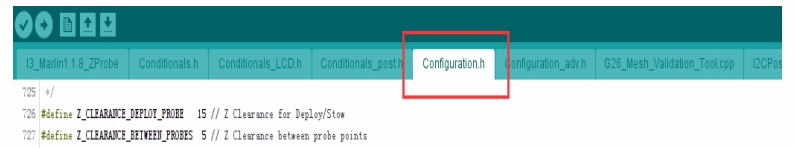 I3_Marlin1.1.8_ZProbe Conditionals.h Conditionals_LCD.h Conditionals_post.h Configuration.h Configuration_adv.h G26_Mesh_Validation_Tool.cpp I2CPos
725 */
726 #define Z_CLEARANCE_DEPLOY_PROBE 15 // Z Clearance for Deploy/Stow
727 #define Z_CLEARANCE_BETWEEN_PROBES 5 // Z Clearance between probe points